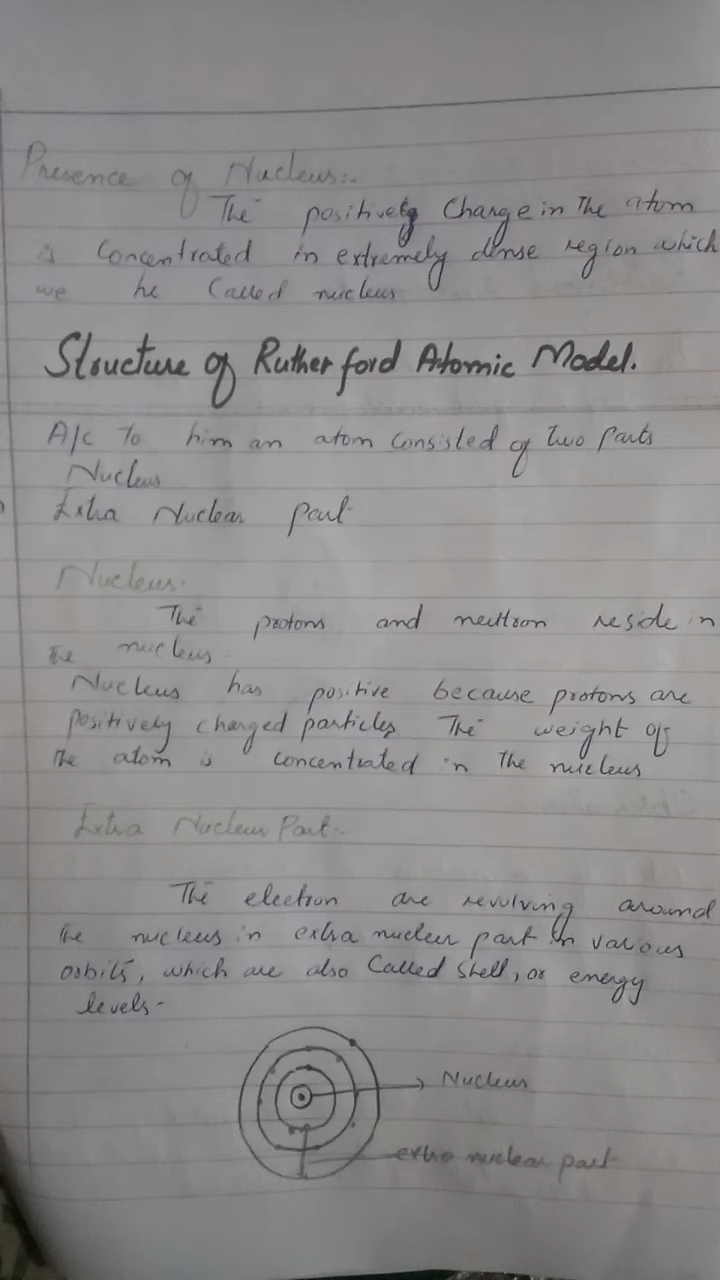 Presence of Nucleus:-
The positively Charge in The atom
is Concentrated in extremely dense region which
we he Called nucleus
Structure of Rutherford Atomic Model.
A/c To him an atom consisted of Two Parts
Nucleus
Extra Nuclear part
Nucleus.
The protons and neutron reside in
The nucleus.
Nucleus has positive because protons are
positively charged particles The weight of
The atom is concentrated in The nucleus
Extra Nuclear Part:-
The electron are revolving around
The nucleus in extra nuclear part in various
orbits, which are also Called Shell, or energy
levels-
Nucleus
extra nuclear part